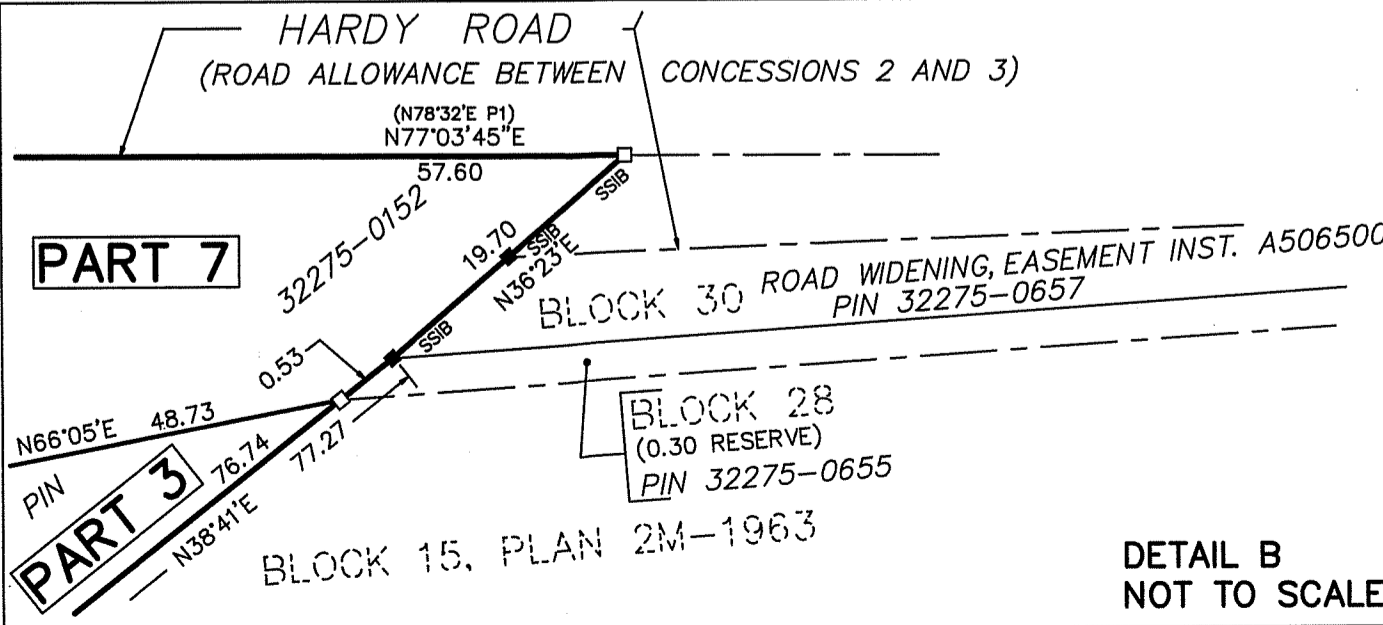 HARDY ROAD
(ROAD ALLOWANCE BETWEEN CONCESSIONS 2 AND 3)
(N78°32'E P1)
N77°03'45"E
57.60
SSIB
32275-0152
PART 7
19.70
SSIB
N36°23'E
BLOCK 30
ROAD WIDENING, EASEMENT INST. A506500
PIN 32275-0657
SSIB
0.53
N66°05'E 48.73
BLOCK 28
(0.30 RESERVE)
PIN 32275-0655
PIN
PART 3
76.74
77.27
N38°41'E
BLOCK 15, PLAN 2M-1963
DETAIL B
NOT TO SCALE